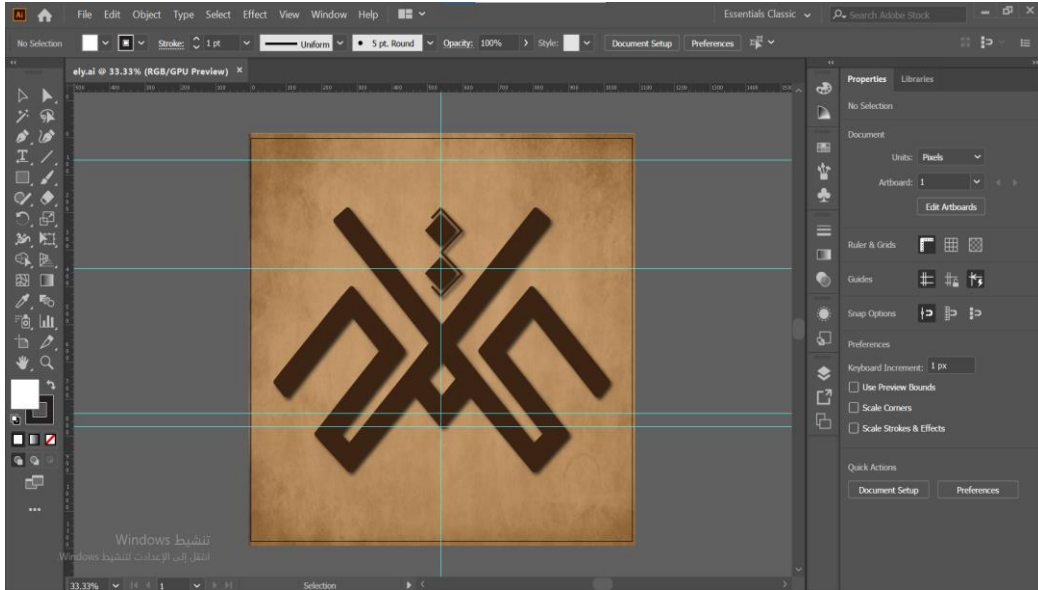 Ai File Edit Object Type Select Effect View Window Help Essentials Classic Search Adobe Stock
No Selection Stroke: 1 pt Uniform 5 pt. Round Opacity: 100% Style: Document Setup Preferences
ely.ai @ 33.33% (RGB/GPU Preview) ×
Properties Libraries
No Selection
Document
Units: Pixels
Artboard: 1
Edit Artboards
Ruler & Grids
Guides
Snap Options
Preferences
Keyboard Increment: 1 px
Use Preview Bounds
Scale Corners
Scale Strokes & Effects
Quick Actions
Document Setup Preferences
تنشيط Windows
انتقل إلى الإعدادات لتنشيط Windows
33.33% 1 Selection